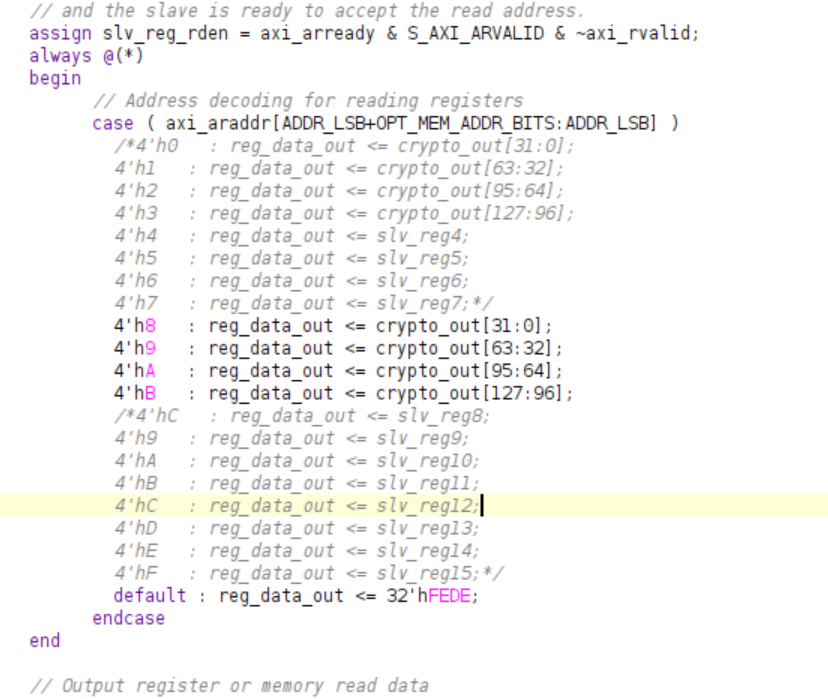 // and the slave is ready to accept the read address.
assign slv_reg_rden = axi_arready & S_AXI_ARVALID & ~axi_rvalid;
always @(*)
begin
      // Address decoding for reading registers
      case ( axi_araddr[ADDR_LSB+OPT_MEM_ADDR_BITS:ADDR_LSB] )
        /*4'h0   : reg_data_out <= crypto_out[31:0];
        4'h1   : reg_data_out <= crypto_out[63:32];
        4'h2   : reg_data_out <= crypto_out[95:64];
        4'h3   : reg_data_out <= crypto_out[127:96];
        4'h4   : reg_data_out <= slv_reg4;
        4'h5   : reg_data_out <= slv_reg5;
        4'h6   : reg_data_out <= slv_reg6;
        4'h7   : reg_data_out <= slv_reg7;*/
        4'h8   : reg_data_out <= crypto_out[31:0];
        4'h9   : reg_data_out <= crypto_out[63:32];
        4'hA   : reg_data_out <= crypto_out[95:64];
        4'hB   : reg_data_out <= crypto_out[127:96];
        /*4'hC   : reg_data_out <= slv_reg8;
        4'h9   : reg_data_out <= slv_reg9;
        4'hA   : reg_data_out <= slv_reg10;
        4'hB   : reg_data_out <= slv_reg11;
        4'hC   : reg_data_out <= slv_reg12;
        4'hD   : reg_data_out <= slv_reg13;
        4'hE   : reg_data_out <= slv_reg14;
        4'hF   : reg_data_out <= slv_reg15;*/
        default : reg_data_out <= 32'hFEDE;
      endcase
end
// Output register or memory read data